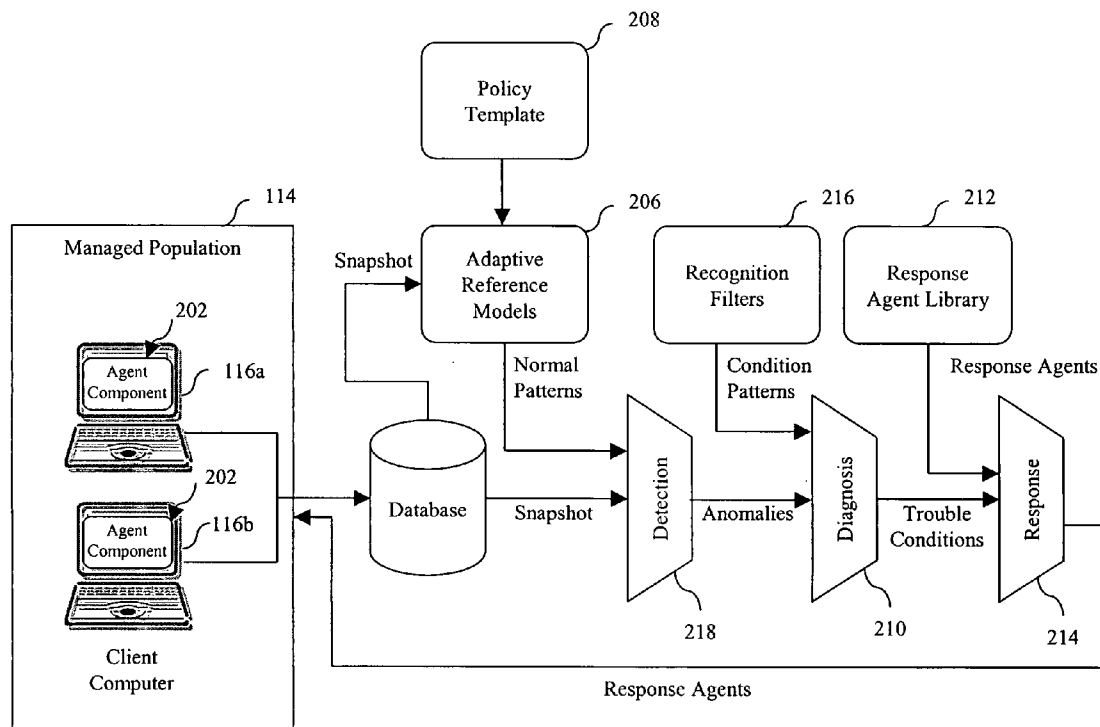 208
Policy
Template
114
206
216
212
Managed Population
Snapshot
Adaptive
Reference
Models
Recognition
Filters
Response
Agent Library
202
Agent
Component
116a
Normal
Patterns
Condition
Patterns
Response Agents
202
Agent
Component
116b
Database
Snapshot
Detection
Anomalies
Diagnosis
Trouble
Conditions
Response
218
210
214
Client
Computer
Response Agents